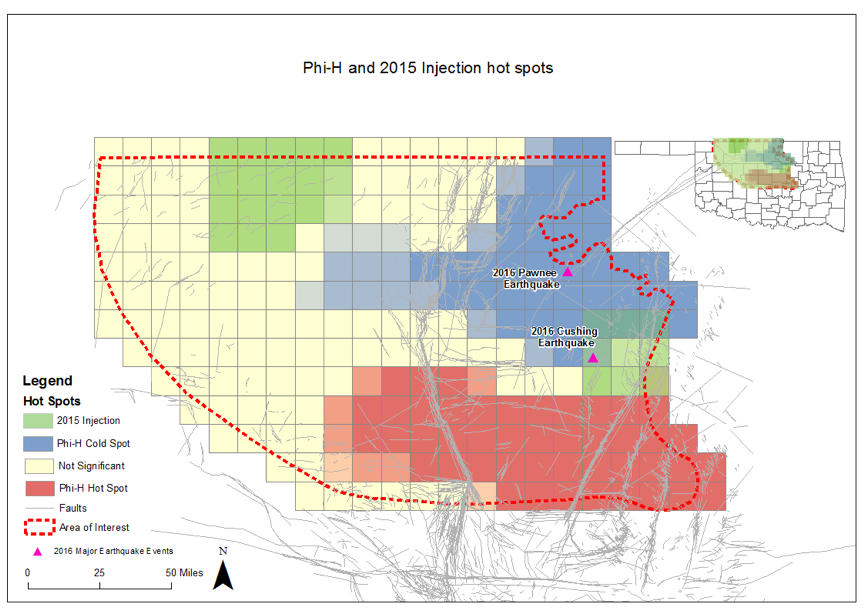 Phi-H and 2015 Injection hot spots
2016 Pawnee
Earthquake
2016 Cushing
Earthquake
Legend
Hot Spots
2015 Injection
Phi-H Cold Spot
Not Significant
Phi-H Hot Spot
Faults
Area of Interest
2016 Major Earthquake Events
N
0 25 50 Miles